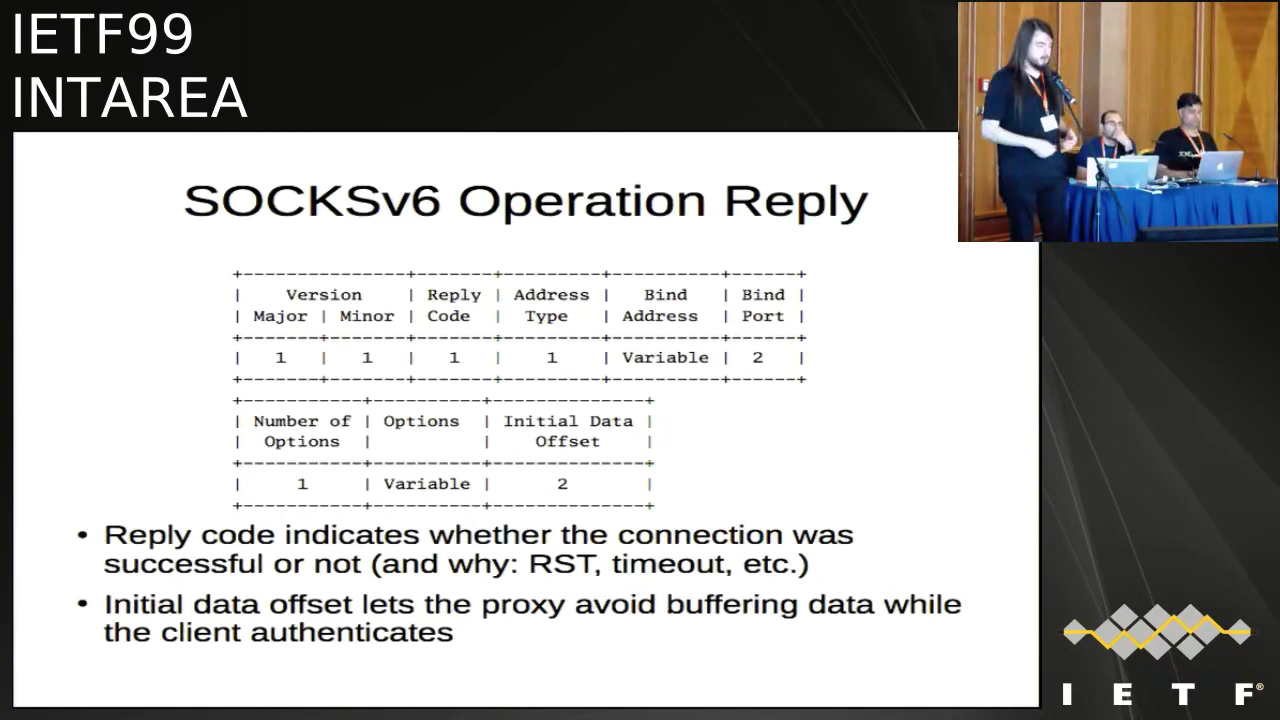 IETF99
INTAREA
SOCKSv6 Operation Reply
+---------------+-------+---------+----------+------+
|    Version    | Reply | Address |   Bind   | Bind |
| Major | Minor | Code  |  Type   | Address  | Port |
+-------+-------+-------+---------+----------+------+
|   1   |   1   |   1   |    1    | Variable |  2   |
+-------+-------+-------+---------+----------+------+
+-----------+----------+--------------+
| Number of | Options  | Initial Data |
|  Options  |          |    Offset    |
+-----------+----------+--------------+
|     1     | Variable |      2       |
+-----------+----------+--------------+
• Reply code indicates whether the connection was
successful or not (and why: RST, timeout, etc.)
• Initial data offset lets the proxy avoid buffering data while
the client authenticates
I E T F®